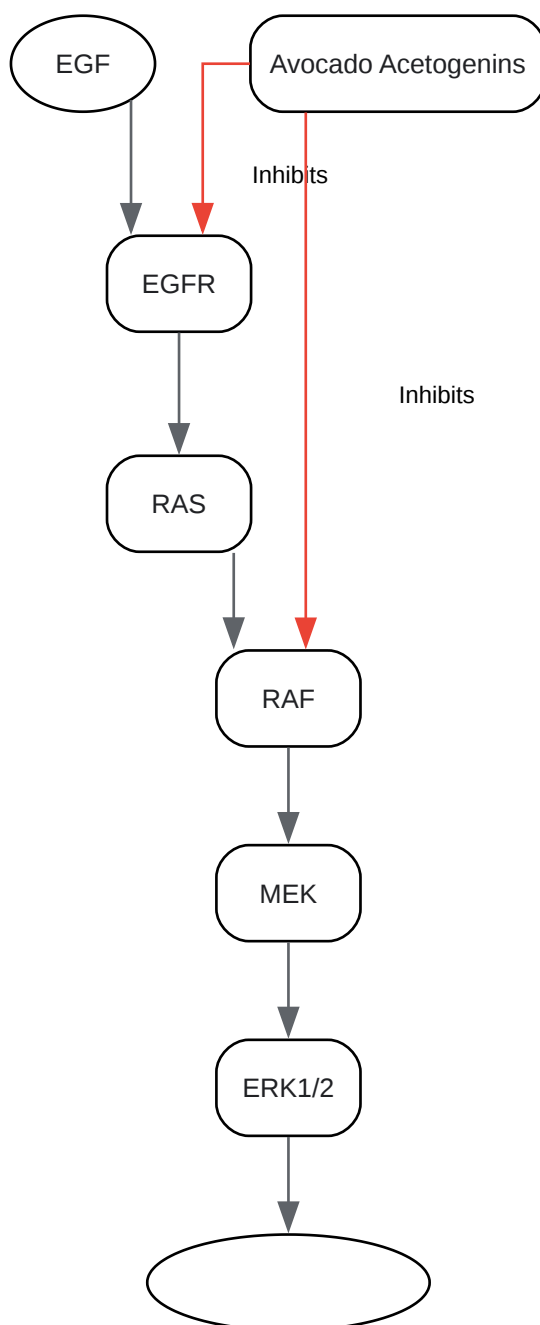 EGF
Avocado Acetogenins
Inhibits
EGFR
Inhibits
RAS
RAF
MEK
ERK1/2